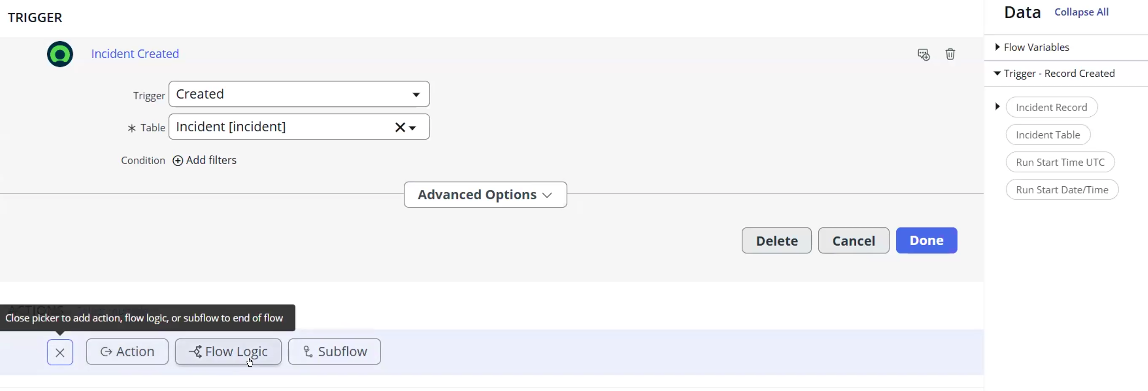 TRIGGER
Incident Created
Trigger
Created
* Table
Incident [incident]
Condition
Add filters
Advanced Options
Delete
Cancel
Done
Close picker to add action, flow logic, or subflow to end of flow
Action
Flow Logic
Subflow
Data
Collapse All
Flow Variables
Trigger - Record Created
Incident Record
Incident Table
Run Start Time UTC
Run Start Date/Time